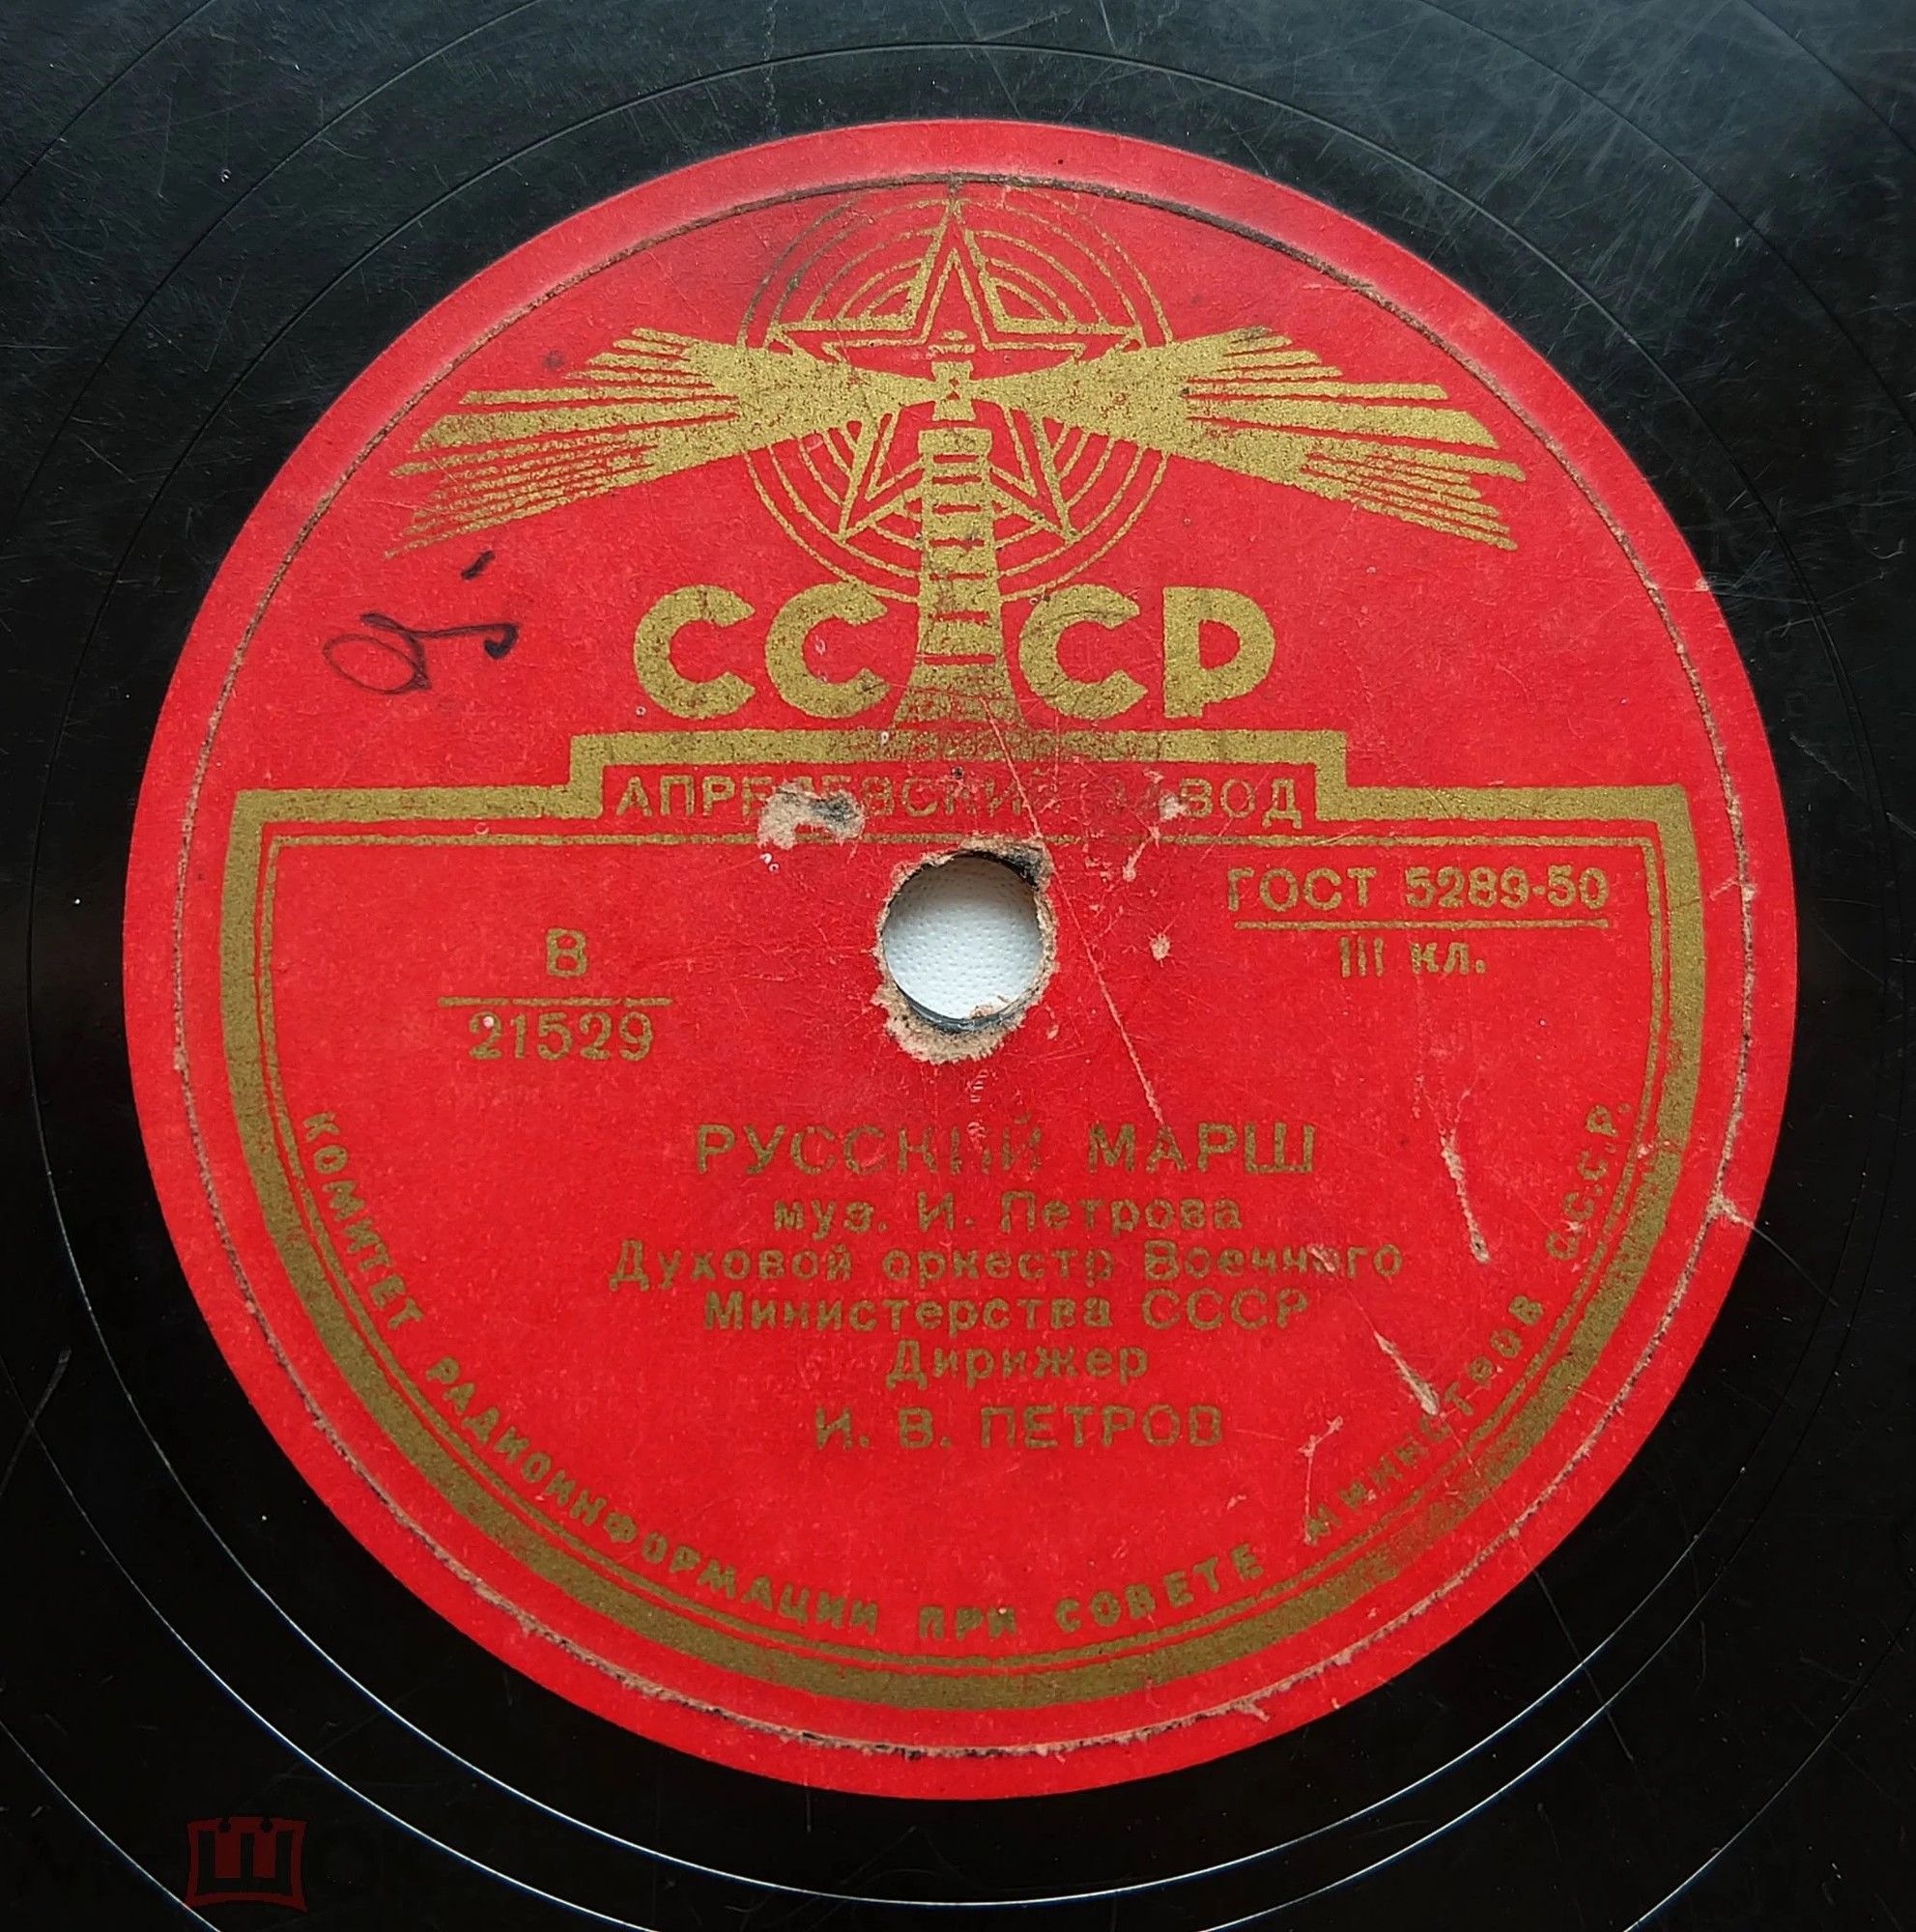 СССР
АПРЕЛЕВСКИЙ ЗАВОД
ГОСТ 5289-50
III кл.
В
21529
РУССКИЙ МАРШ
муз. И. Петрова
Духовой оркестр Военного
Министерства СССР
Дирижер
И. В. ПЕТРОВ
КОМИТЕТ РАДИОИНФОРМАЦИИ ПРИ СОВЕТЕ МИНИСТРОВ СС.С.Р.